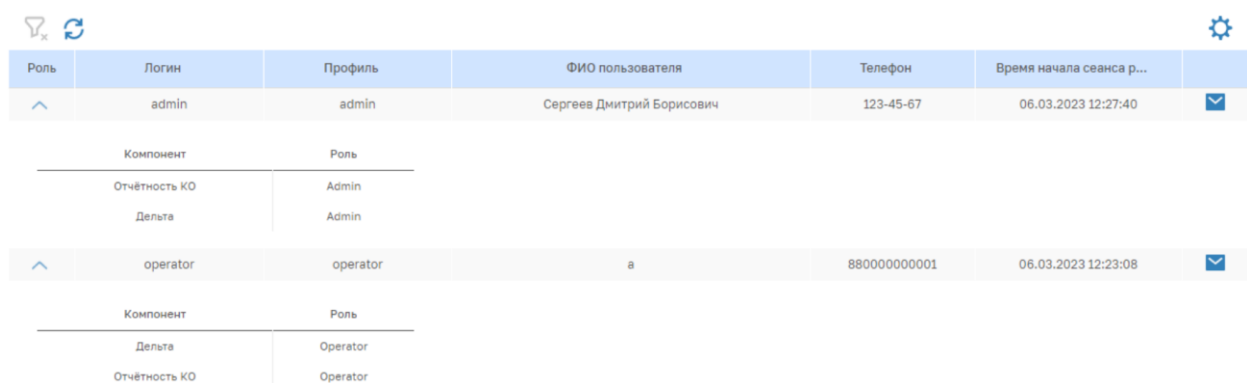 Роль Логин Профиль ФИО пользователя Телефон Время начала сеанса р...
admin admin Сергеев Дмитрий Борисович 123-45-67 06.03.2023 12:27:40
Компонент Роль
Отчётность КО Admin
Дельта Admin
operator operator a 880000000001 06.03.2023 12:23:08
Компонент Роль
Дельта Operator
Отчётность КО Operator